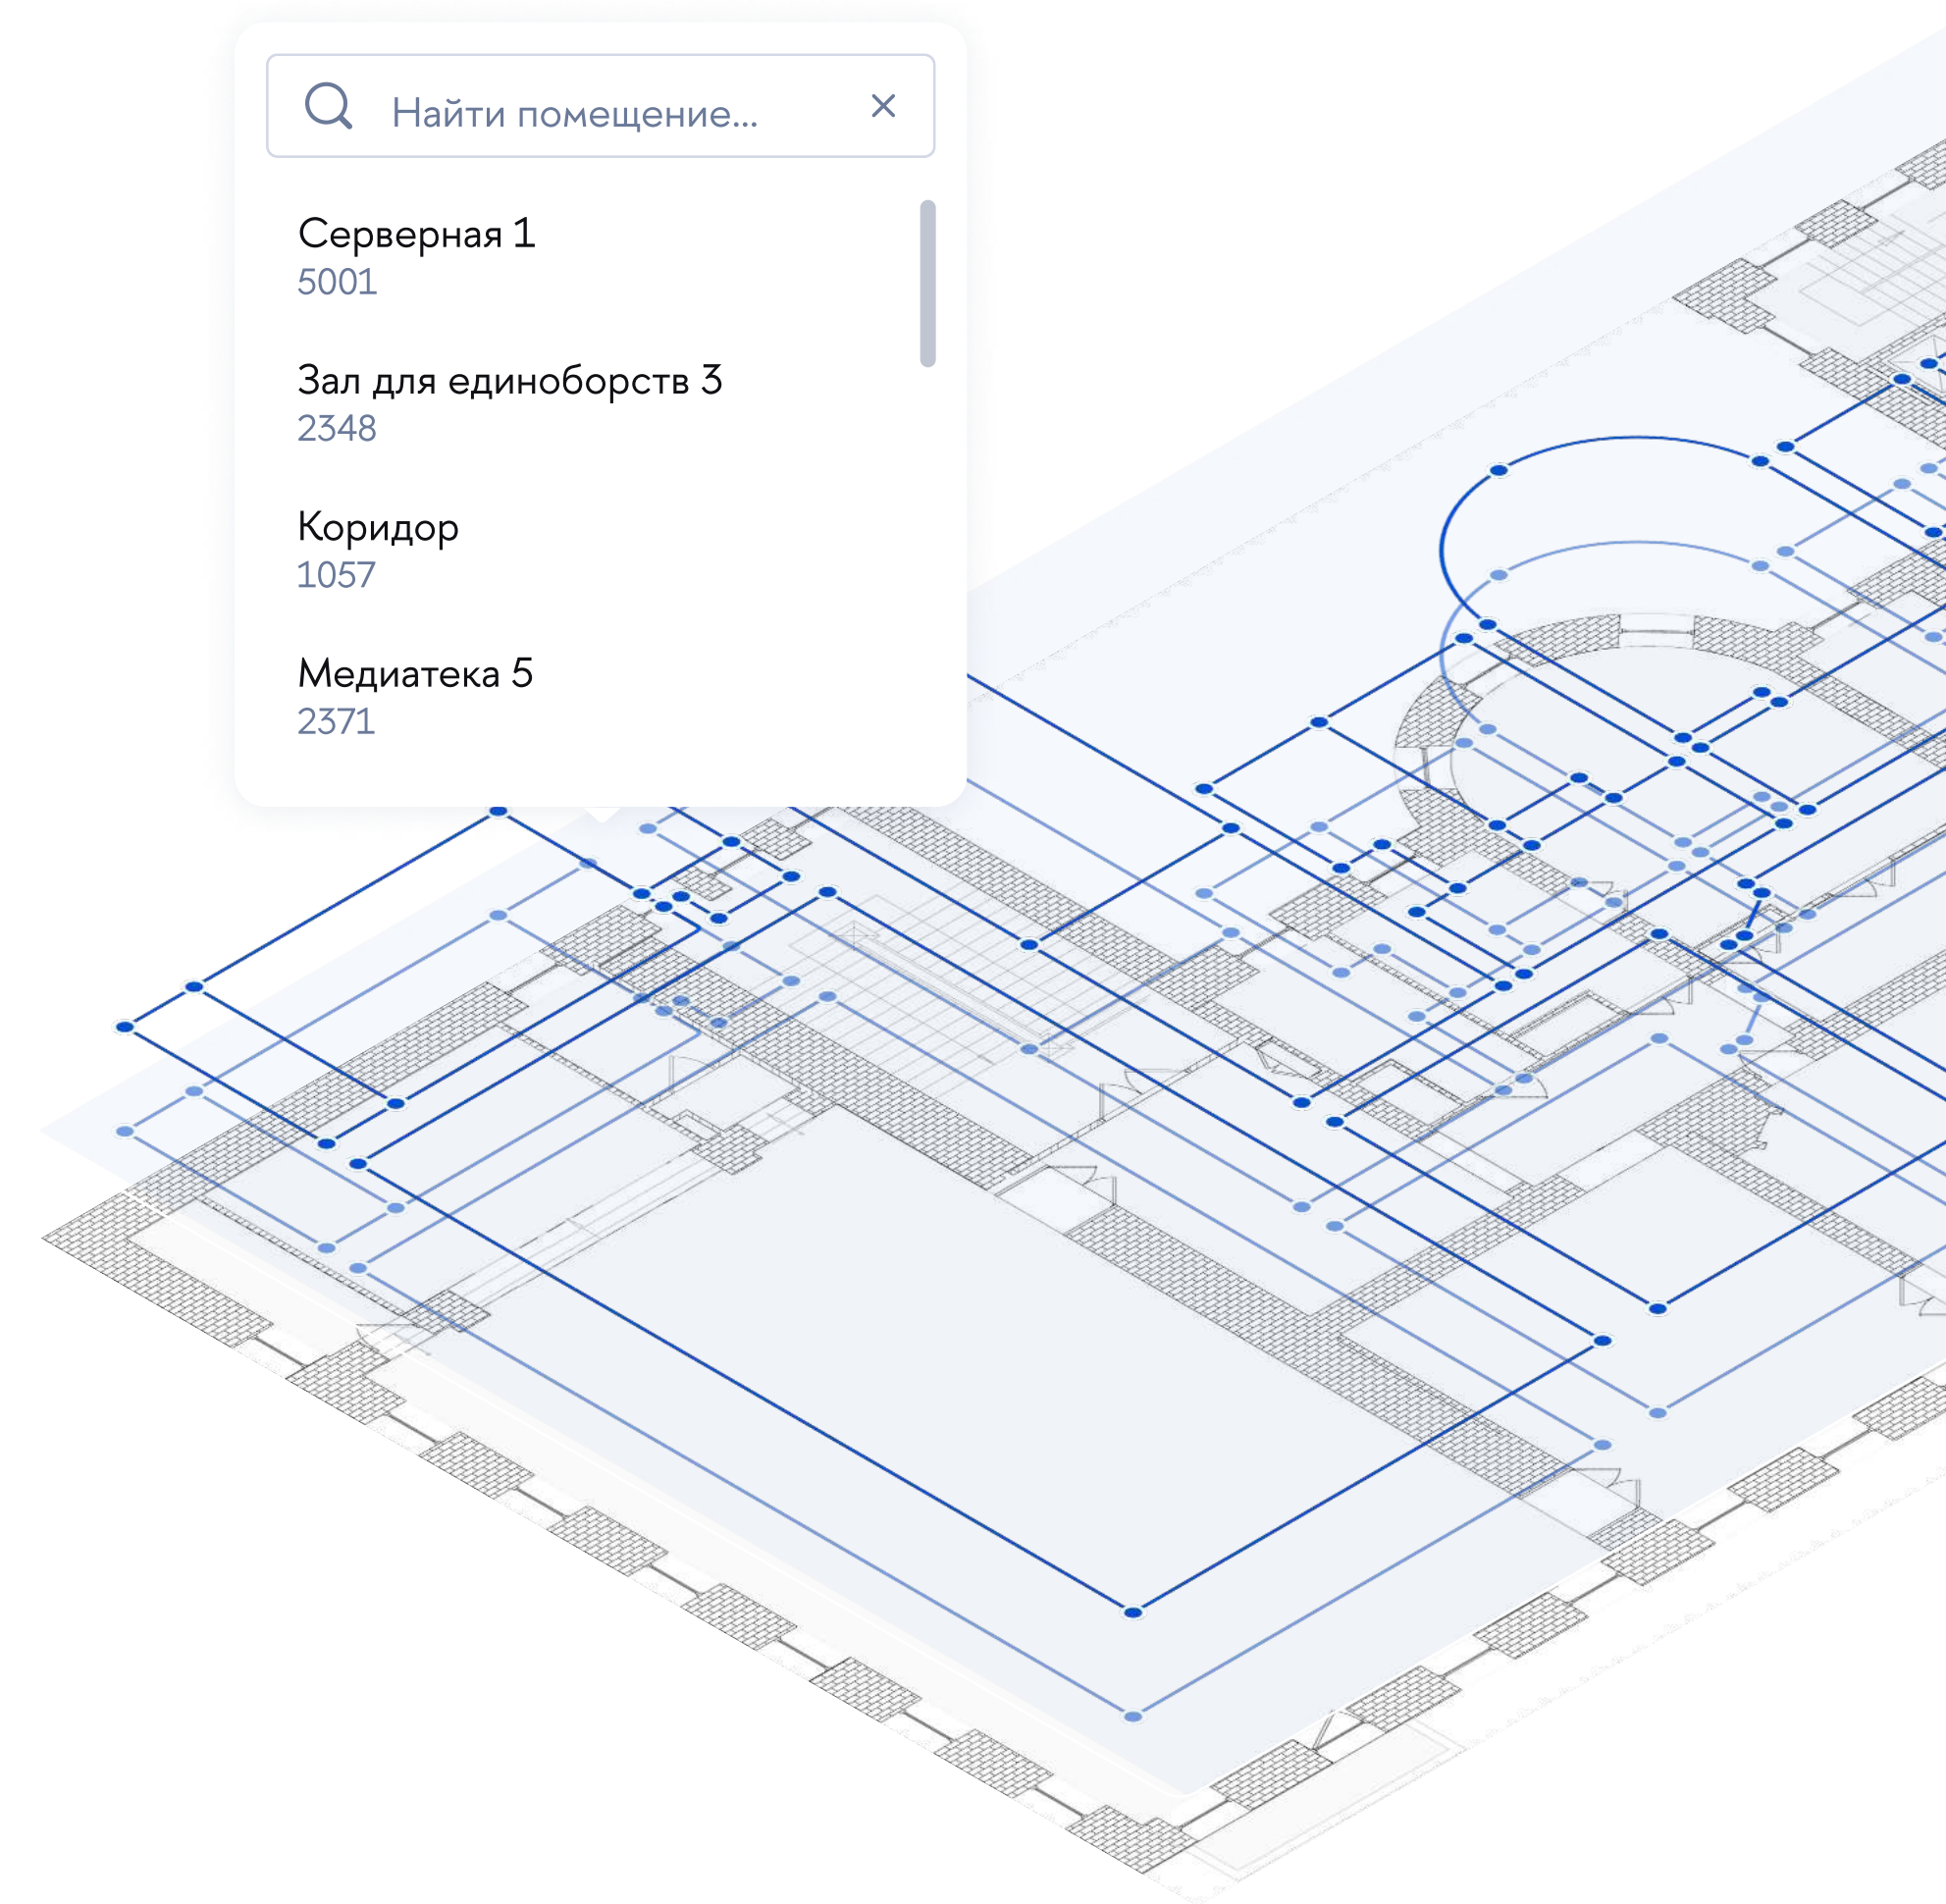 Найти помещение...
Серверная 1
5001
Зал для единоборств 3
2348
Коридор
1057
Медиатека 5
2371